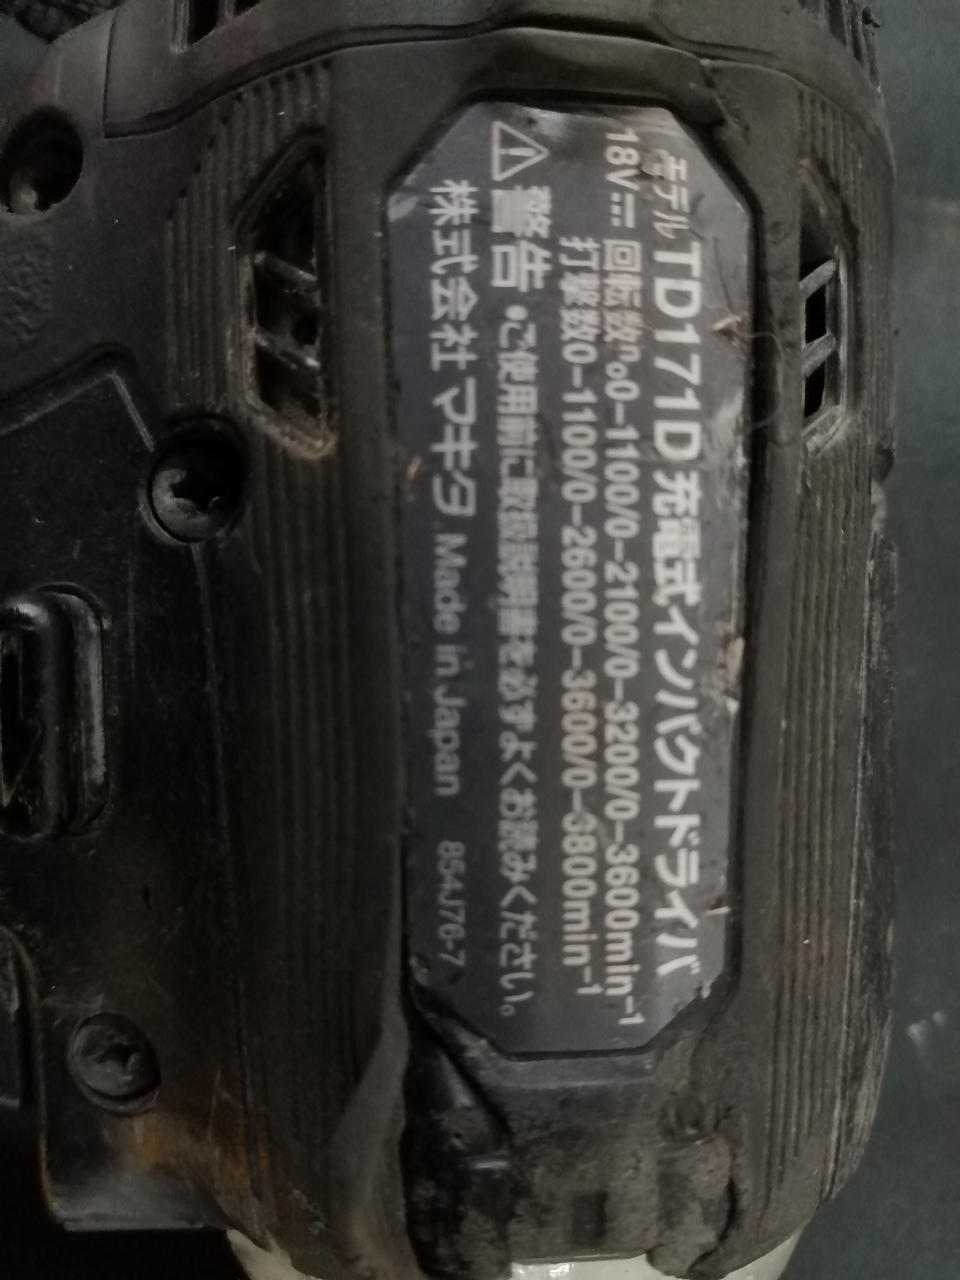 モデル TD171D 充電式インパクトドライバ
18V⎓ 回転数n₀0−1100/0−2100/0−3200/0−3600min⁻¹
打撃数0−1100/0−2600/0−3600/0−3800min⁻¹
⚠警告 •ご使用前に取扱説明書を必ずよくお読みください。
株式会社マキタ Made in Japan 854J76-7